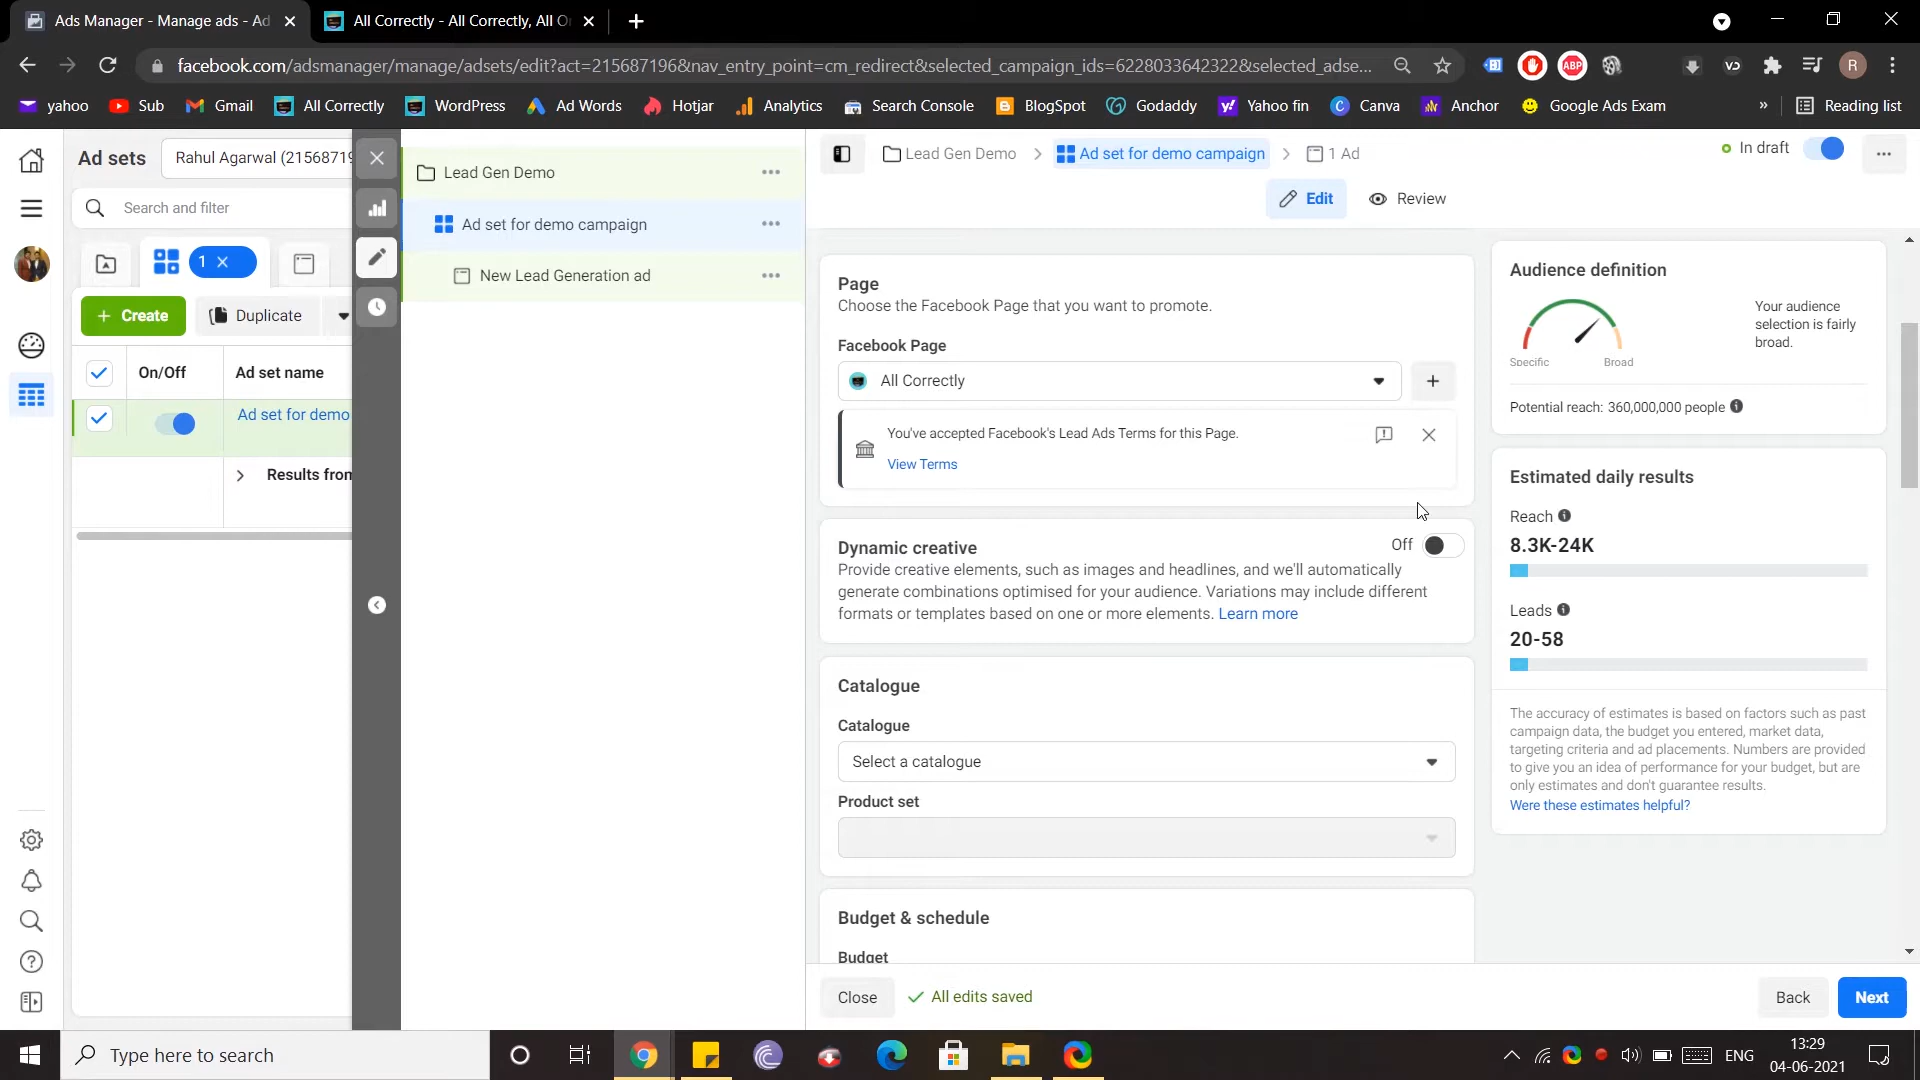 Ads Manager - Manage ads - Ad
All Correctly - All Correctly, All O
facebook.com/adsmanager/manage/adsets/edit?act=215687196&nav_entry_point=cm_redirect&selected_campaign_ids=6228033642322&selected_adse...
ABP
R
yahoo
Sub
Gmail
All Correctly
WordPress
Ad Words
Hotjar
Analytics
Search Console
BlogSpot
Godaddy
Yahoo fin
Canva
Anchor
Google Ads Exam
»
Reading list
Ad sets
Rahul Agarwal (21568719
Search and filter
1
Create
Duplicate
On/Off
Ad set name
Ad set for demo
Results from
Lead Gen Demo
Ad set for demo campaign
New Lead Generation ad
Lead Gen Demo
Ad set for demo campaign
1 Ad
In draft
Edit
Review
Page
Choose the Facebook Page that you want to promote.
Facebook Page
All Correctly
You've accepted Facebook's Lead Ads Terms for this Page.
View Terms
Dynamic creative
Off
Provide creative elements, such as images and headlines, and we'll automatically
generate combinations optimised for your audience. Variations may include different
formats or templates based on one or more elements. Learn more
Catalogue
Catalogue
Select a catalogue
Product set
Budget & schedule
Budget
Audience definition
Your audience
selection is fairly
broad.
Specific
Broad
Potential reach: 360,000,000 people
Estimated daily results
Reach
8.3K-24K
Leads
20-58
The accuracy of estimates is based on factors such as past
campaign data, the budget you entered, market data,
targeting criteria and ad placements. Numbers are provided
to give you an idea of performance for your budget, but are
only estimates and don't guarantee results.
Were these estimates helpful?
Close
All edits saved
Back
Next
Type here to search
ENG
13:29
04-06-2021